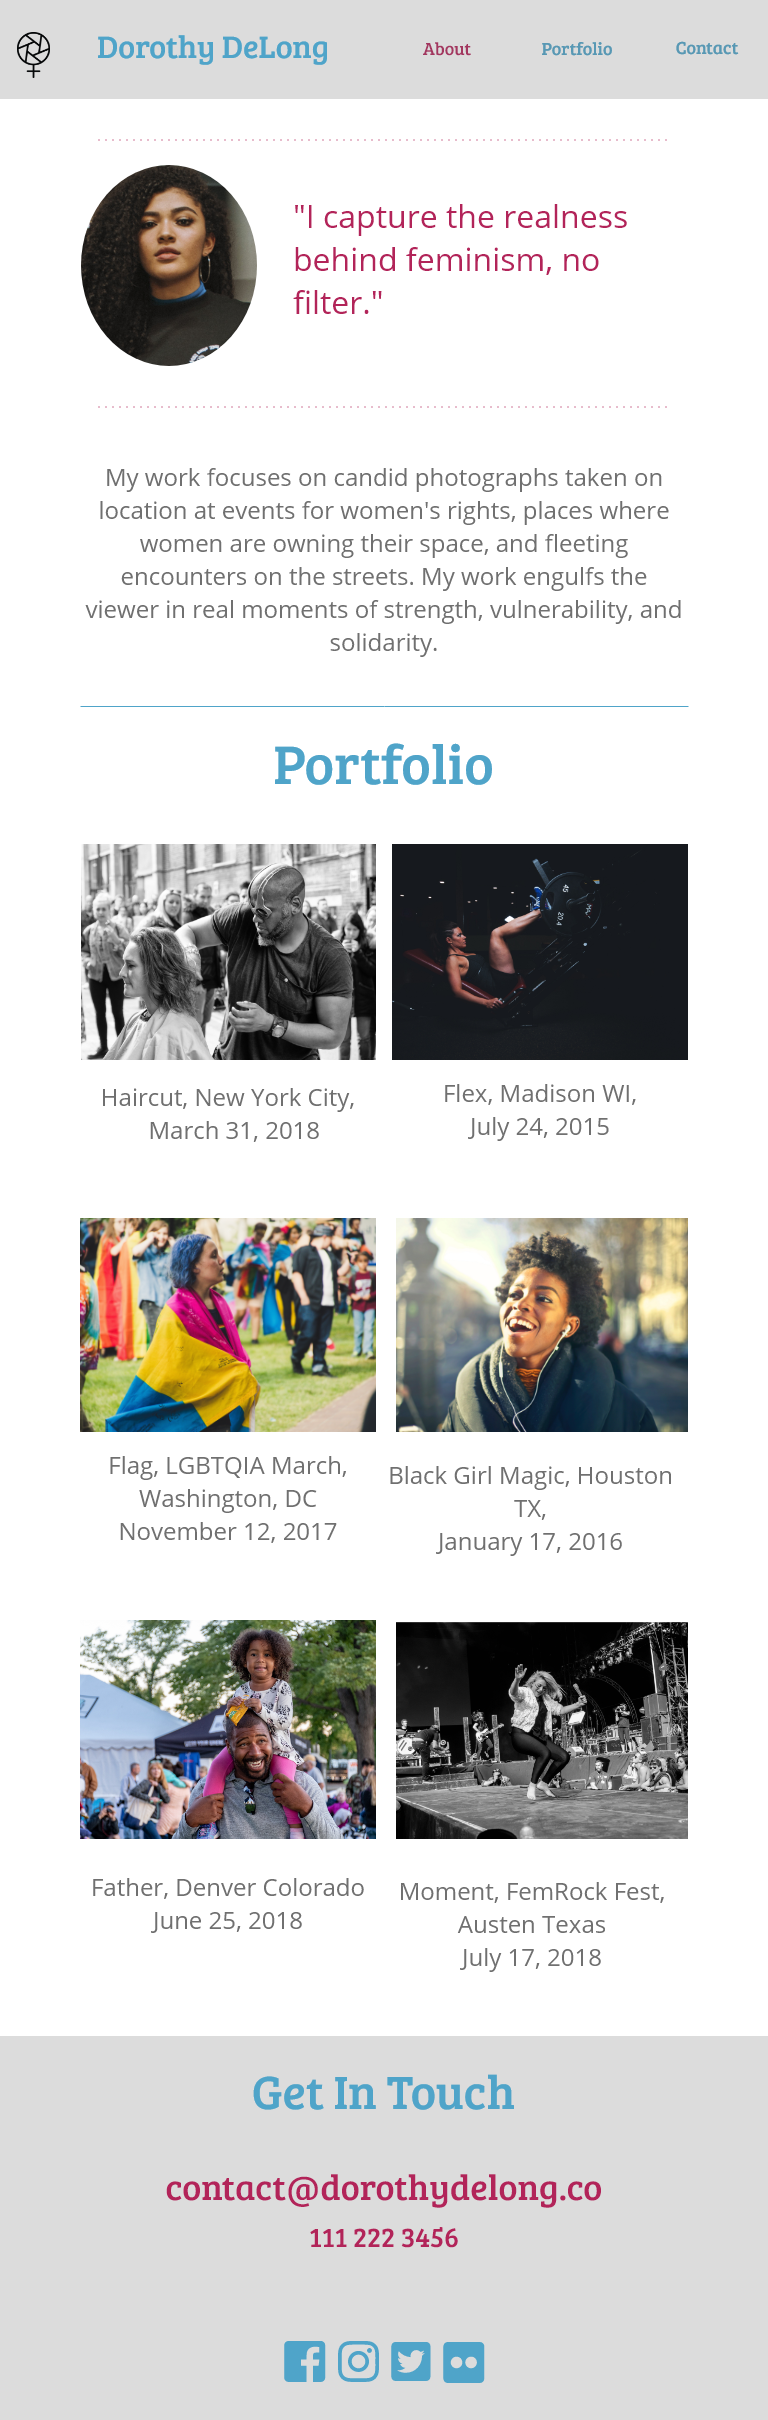 Dorothy DeLong
About
Portfolio
Contact
"I capture the realness
behind feminism, no
filter."
My work focuses on candid photographs taken on
location at events for women's rights, places where
women are owning their space, and fleeting
encounters on the streets. My work engulfs the
viewer in real moments of strength, vulnerability, and
solidarity.
Portfolio
45
Haircut, New York City,
March 31, 2018
Flex, Madison WI,
July 24, 2015
Flag, LGBTQIA March,
Washington, DC
November 12, 2017
Black Girl Magic, Houston
TX,
January 17, 2016
Father, Denver Colorado
June 25, 2018
Moment, FemRock Fest,
Austen Texas
July 17, 2018
Get In Touch
contact@dorothydelong.co
111 222 3456